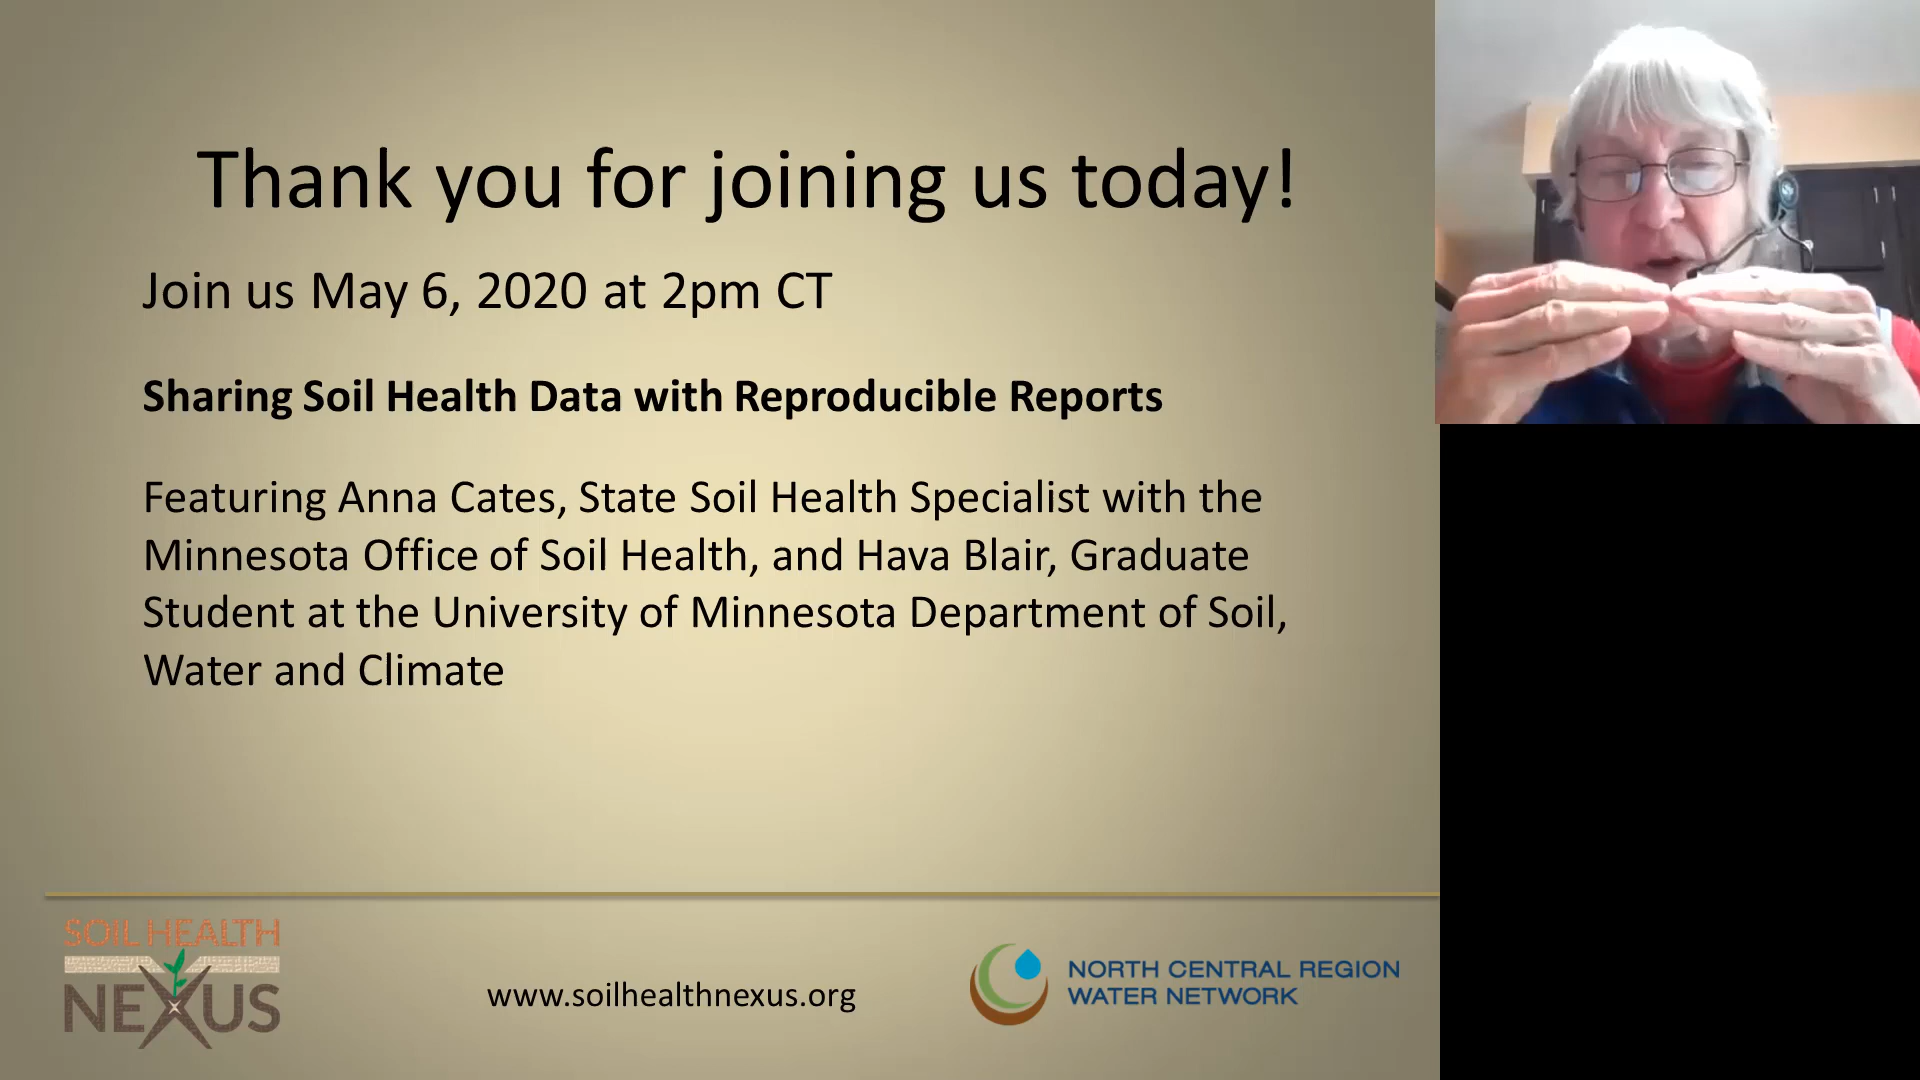 Thank you for joining us today!
Join us May 6, 2020 at 2pm CT
Sharing Soil Health Data with Reproducible Reports
Featuring Anna Cates, State Soil Health Specialist with the
Minnesota Office of Soil Health, and Hava Blair, Graduate
Student at the University of Minnesota Department of Soil,
Water and Climate
SOIL HEALTH
NEXUS
www.soilhealthnexus.org
NORTH CENTRAL REGION
WATER NETWORK